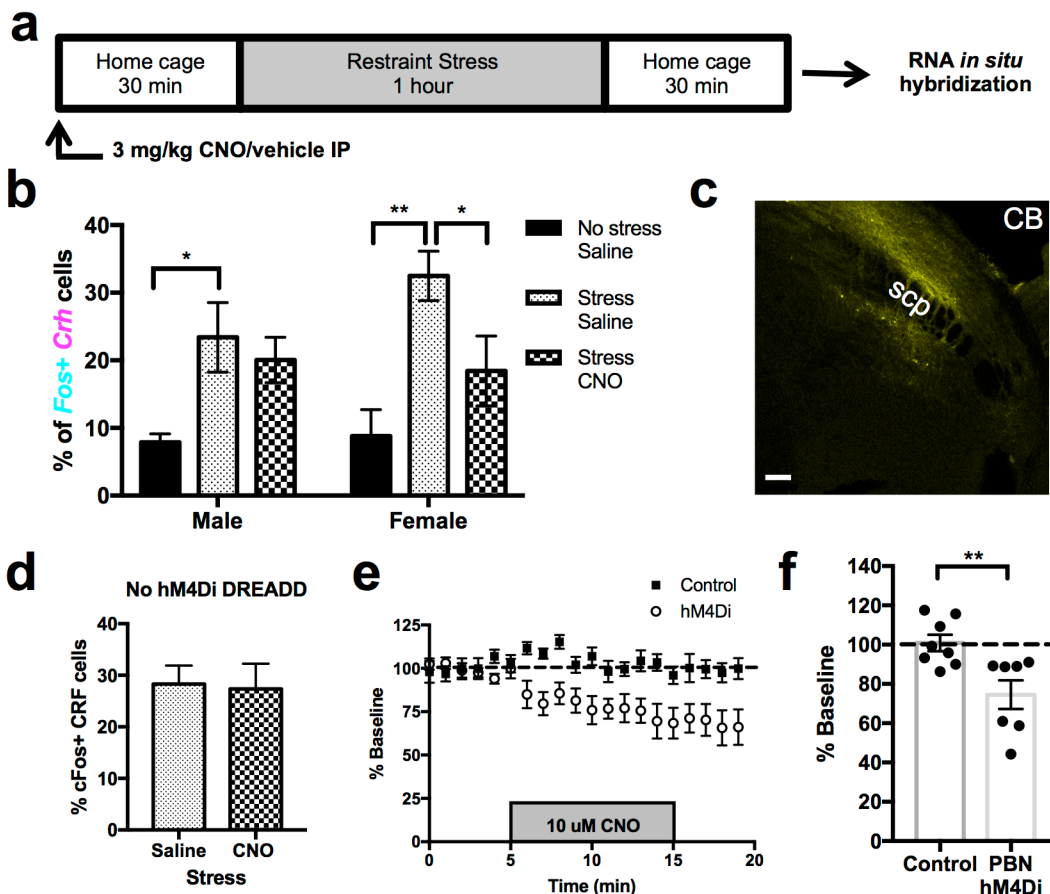 a
Home cage
30 min
Restraint Stress
1 hour
Home cage
30 min
RNA in situ
hybridization
3 mg/kg CNO/vehicle IP
b
% of Fos+ Crh cells
40
30
20
10
0
*
**
*
Male
Female
No stress
Saline
Stress
Saline
Stress
CNO
c
CB
scp
d
No hM4Di DREADD
% cFos+ CRF cells
40
30
20
10
0
Saline
CNO
Stress
e
Control
hM4Di
% Baseline
125
100
75
50
25
0
10 uM CNO
0
5
10
15
20
Time (min)
f
**
% Baseline
140
120
100
80
60
40
20
0
Control
PBN
hM4Di